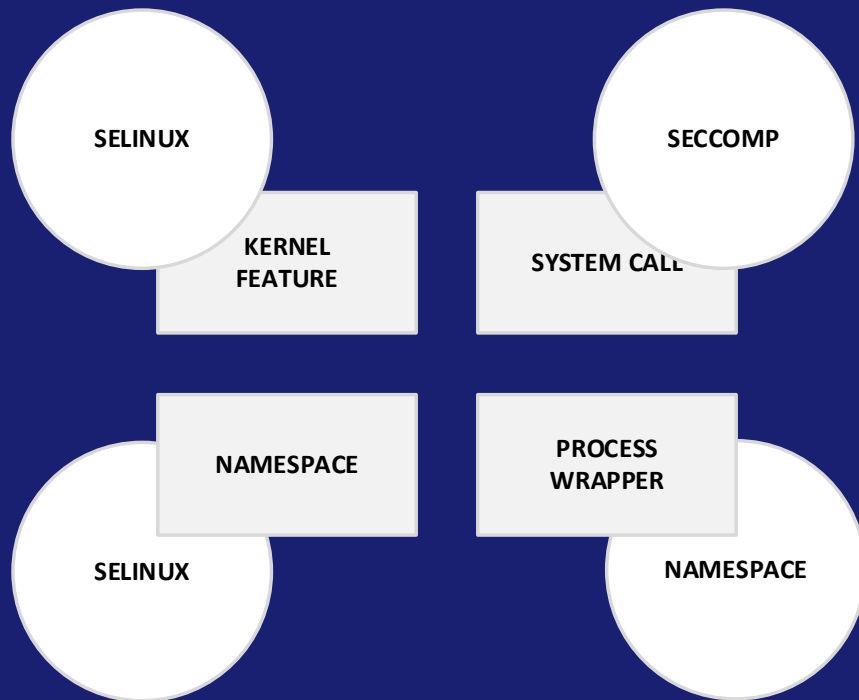 SELINUX
SECCOMP
KERNEL
FEATURE
SYSTEM CALL
NAMESPACE
PROCESS
WRAPPER
SELINUX
NAMESPACE